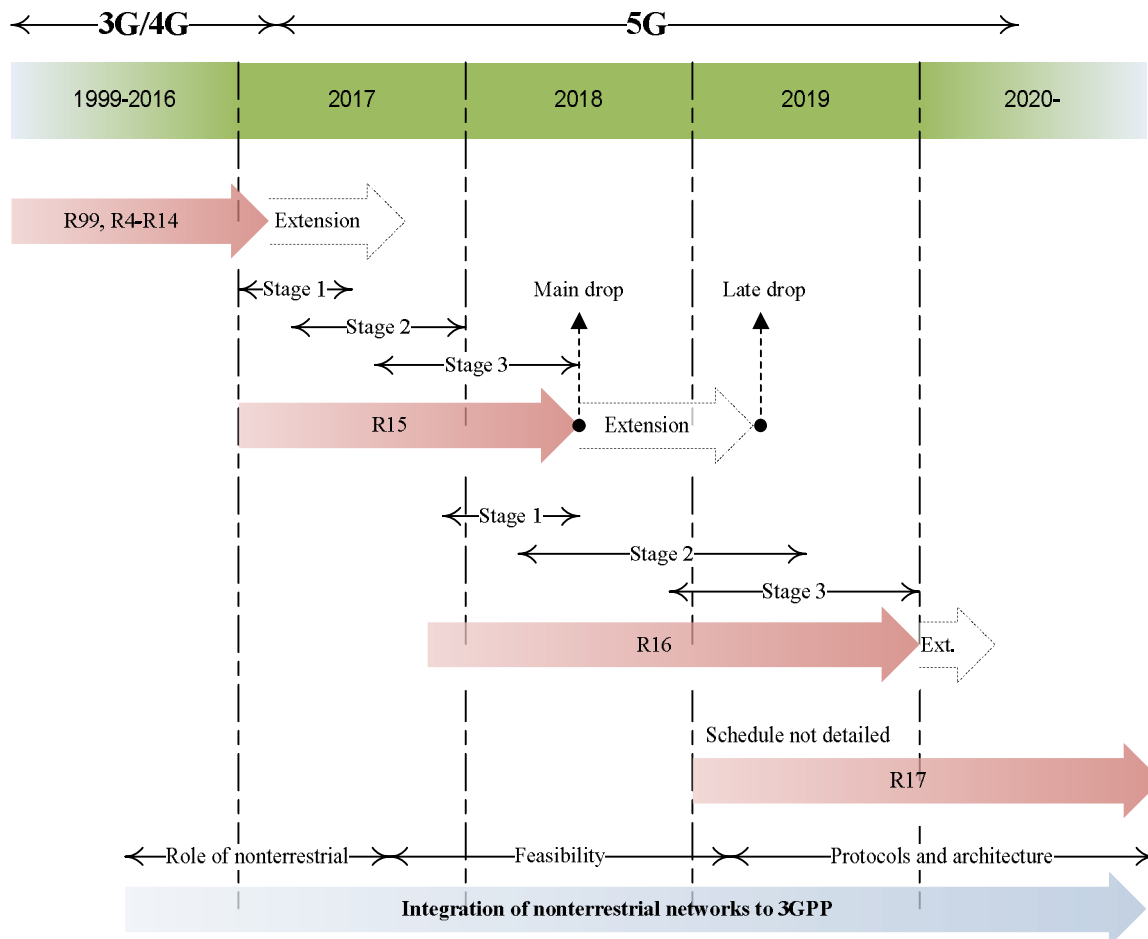 3G/4G 5G
1999-2016 2017 2018 2019 2020-
R99, R4-R14 Extension
Stage 1 Main drop Late drop
Stage 2
Stage 3
R15 Extension
Stage 1
Stage 2
Stage 3
R16 Ext.
Schedule not detailed
R17
Role of nonterrestrial Feasibility Protocols and architecture
Integration of nonterrestrial networks to 3GPP